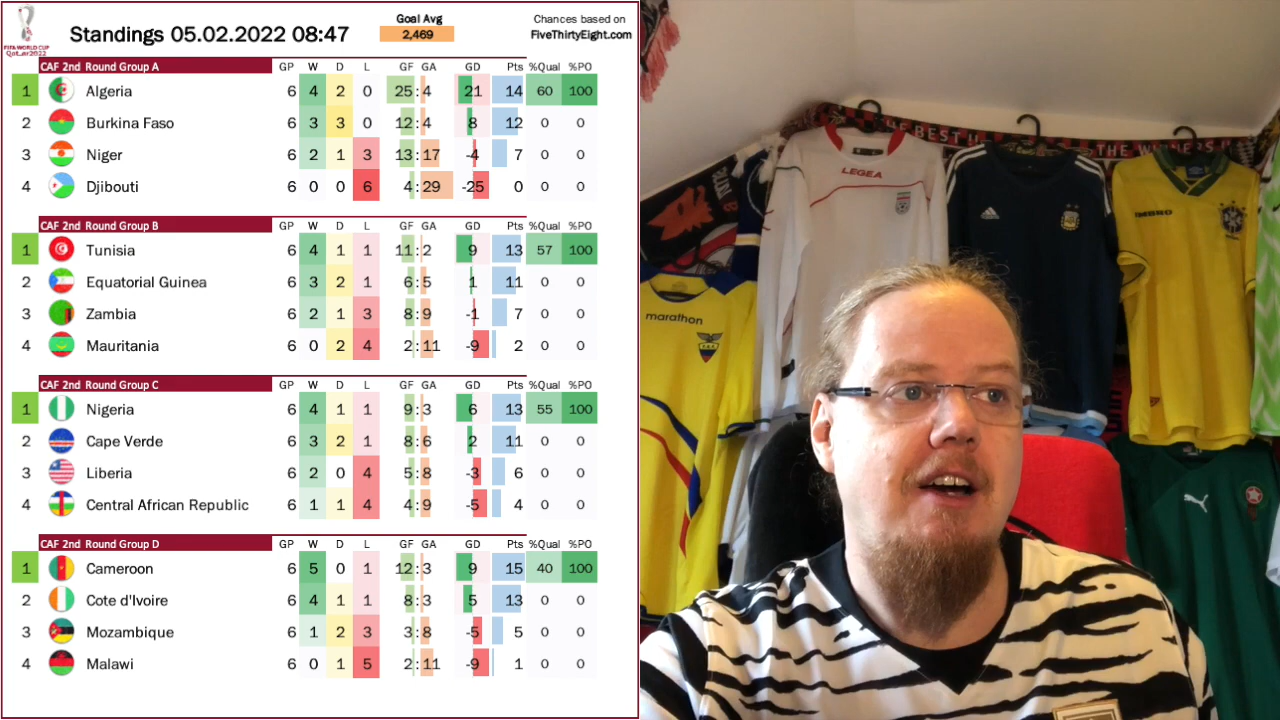 FIFA WORLD CUP
Qatar2022
Standings 05.02.2022 08:47
Goal Avg
2,469
Chances based on
FiveThirtyEight.com
CAF 2nd Round Group A GP W D L GF GA GD Pts %Qual %PO
1 Algeria 6 4 2 0 25:4 21 14 60 100
2 Burkina Faso 6 3 3 0 12:4 8 12 0 0
3 Niger 6 2 1 3 13:17 -4 7 0 0
4 Djibouti 6 0 0 6 4:29 -25 0 0 0
CAF 2nd Round Group B GP W D L GF GA GD Pts %Qual %PO
1 Tunisia 6 4 1 1 11:2 9 13 57 100
2 Equatorial Guinea 6 3 2 1 6:5 1 11 0 0
3 Zambia 6 2 1 3 8:9 -1 7 0 0
4 Mauritania 6 0 2 4 2:11 -9 2 0 0
CAF 2nd Round Group C GP W D L GF GA GD Pts %Qual %PO
1 Nigeria 6 4 1 1 9:3 6 13 55 100
2 Cape Verde 6 3 2 1 8:6 2 11 0 0
3 Liberia 6 2 0 4 5:8 -3 6 0 0
4 Central African Republic 6 1 1 4 4:9 -5 4 0 0
CAF 2nd Round Group D GP W D L GF GA GD Pts %Qual %PO
1 Cameroon 6 5 0 1 12:3 9 15 40 100
2 Cote d'Ivoire 6 4 1 1 8:3 5 13 0 0
3 Mozambique 6 1 2 3 3:8 -5 5 0 0
4 Malawi 6 0 1 5 2:11 -9 1 0 0
THE BEST
THE WINNERS
LEGEA
UMBRO
marathon